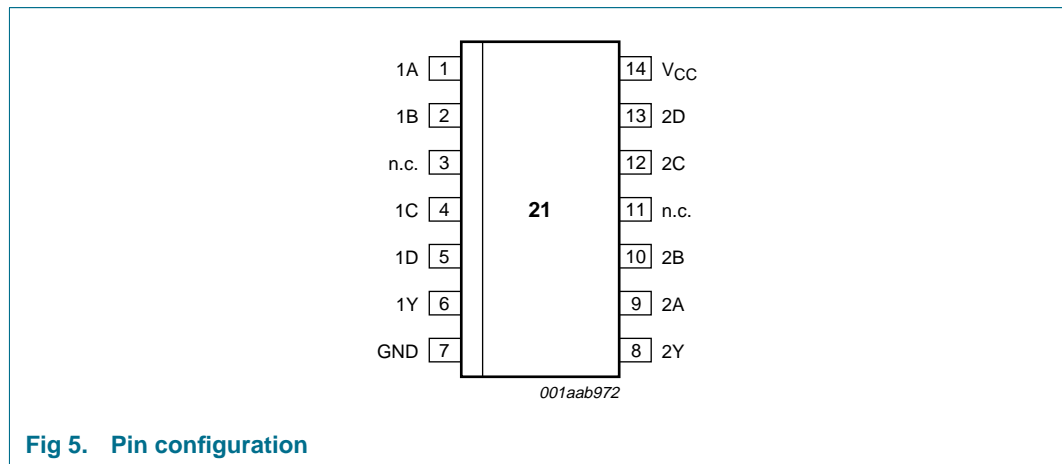 1A 1 14 VCC
1B 2 13 2D
n.c. 3 12 2C
1C 4 21 11 n.c.
1D 5 10 2B
1Y 6 9 2A
GND 7 8 2Y
001aab972
Fig 5. Pin configuration